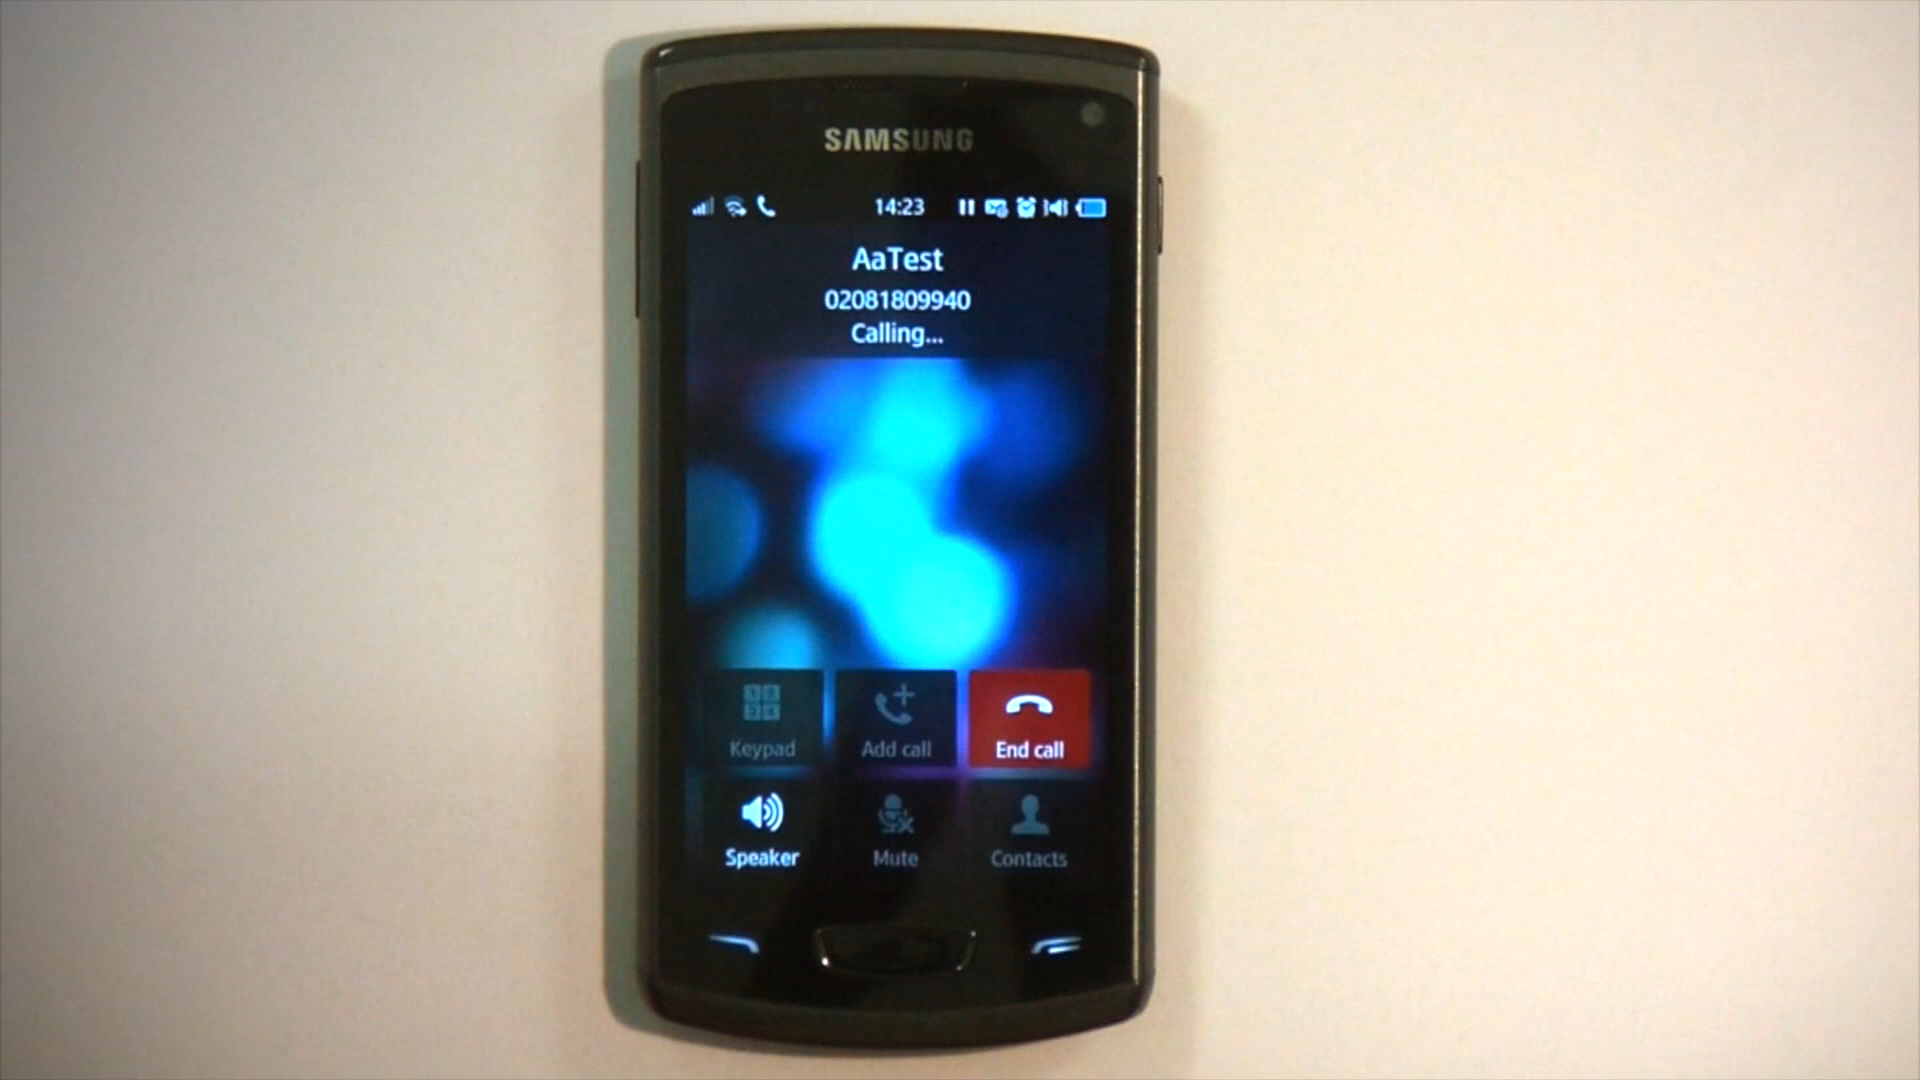 SAMSUNG
14:23
AaTest
02081809940
Calling...
Keypad Add call End call
Speaker Mute Contacts